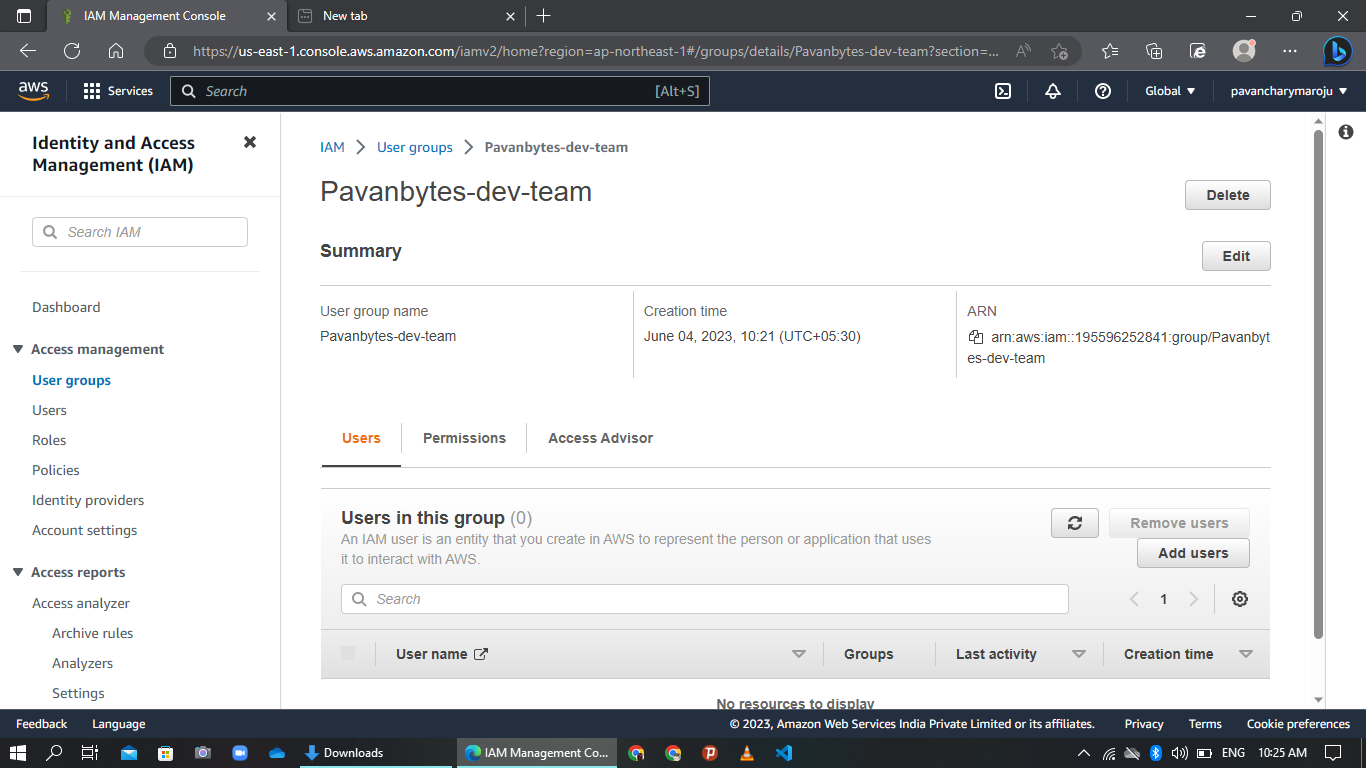 IAM Management Console
New tab
https://us-east-1.console.aws.amazon.com/iamv2/home?region=ap-northeast-1#/groups/details/Pavanbytes-dev-team?section=...
aws
Services
Search
[Alt+S]
Global
pavancharymaroju
Identity and Access
Management (IAM)
Search IAM
Dashboard
Access management
User groups
Users
Roles
Policies
Identity providers
Account settings
Access reports
Access analyzer
Archive rules
Analyzers
Settings
IAM > User groups > Pavanbytes-dev-team
Pavanbytes-dev-team
Delete
Summary
Edit
User group name
Pavanbytes-dev-team
Creation time
June 04, 2023, 10:21 (UTC+05:30)
ARN
arn:aws:iam::195596252841:group/Pavanbyt
es-dev-team
Users
Permissions
Access Advisor
Users in this group (0)
An IAM user is an entity that you create in AWS to represent the person or application that uses
it to interact with AWS.
Remove users
Add users
Search
1
User name
Groups
Last activity
Creation time
No resources to display
Feedback
Language
© 2023, Amazon Web Services India Private Limited or its affiliates.
Privacy
Terms
Cookie preferences
Downloads
IAM Management Co...
ENG
10:25 AM